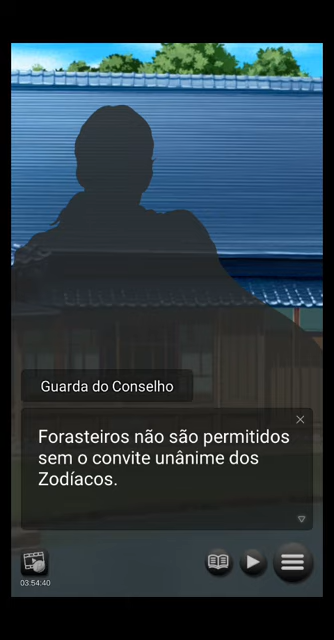 Guarda do Conselho
Forasteiros não são permitidos
sem o convite unânime dos
Zodíacos.
03:54:40